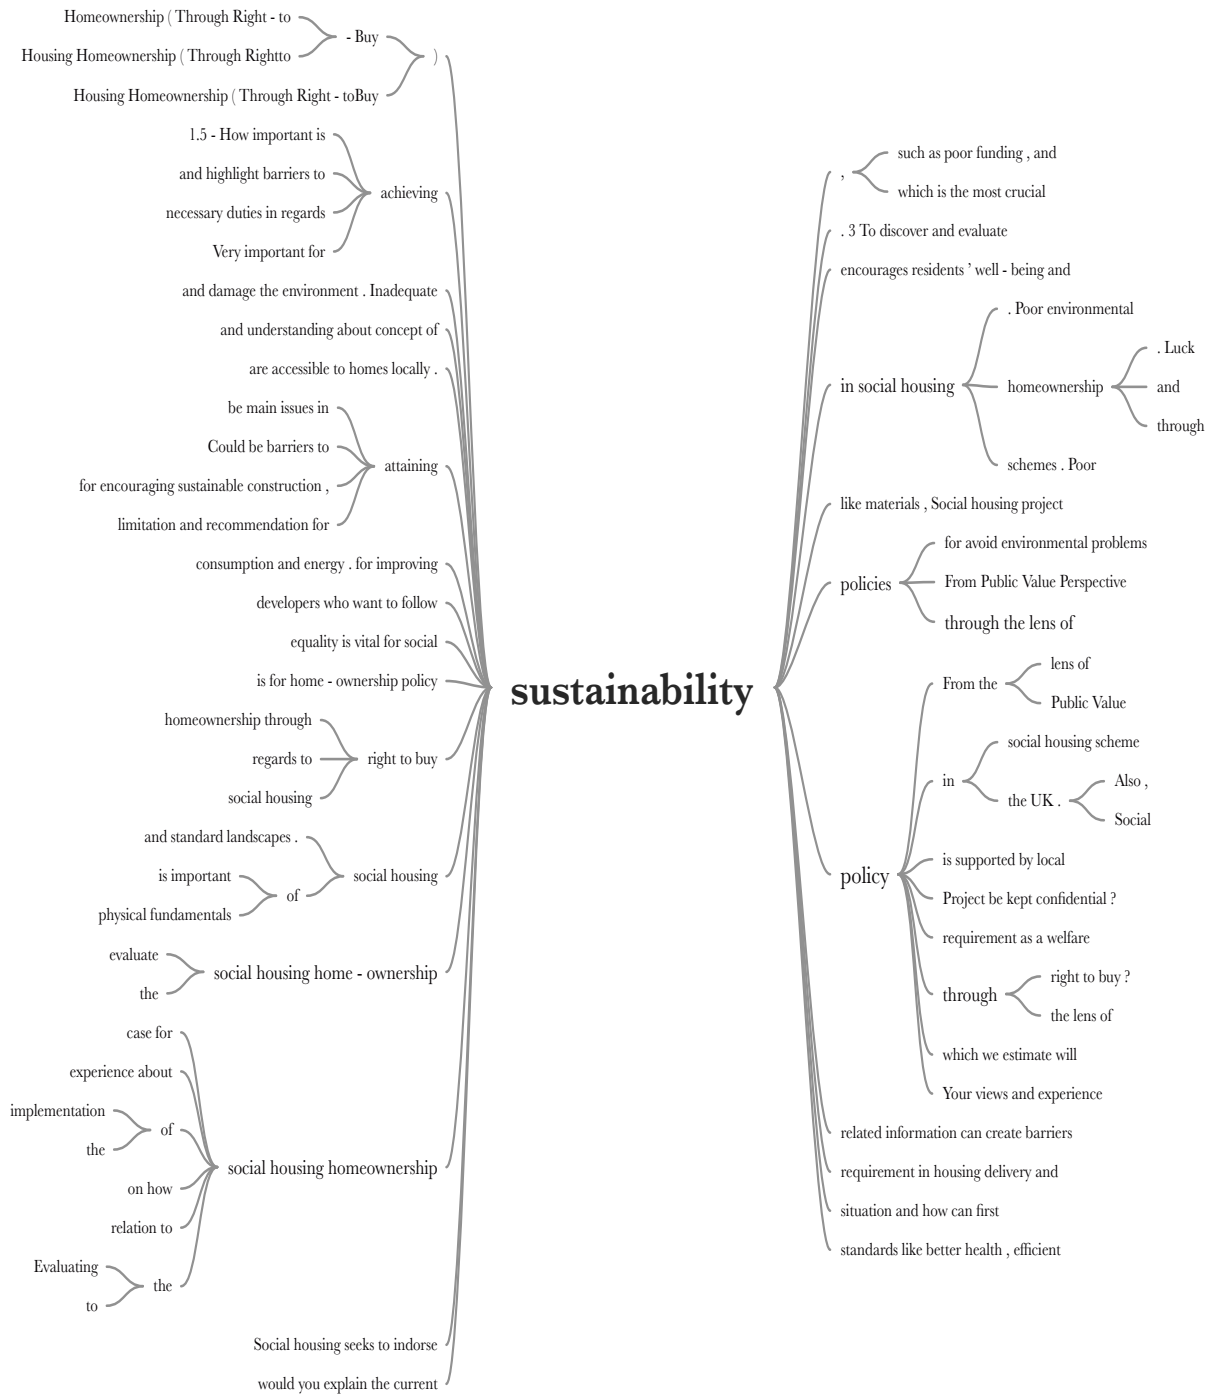 Homeownership ( Through Right - to
- Buy
Housing Homeownership ( Through Rightto
)
Housing Homeownership ( Through Right - toBuy
1.5 - How important is
and highlight barriers to
achieving
necessary duties in regards
Very important for
and damage the environment . Inadequate
and understanding about concept of
are accessible to homes locally .
be main issues in
Could be barriers to
attaining
for encouraging sustainable construction ,
limitation and recommendation for
consumption and energy . for improving
developers who want to follow
equality is vital for social
is for home - ownership policy
homeownership through
regards to
right to buy
social housing
and standard landscapes .
is important
social housing
of
physical fundamentals
evaluate
social housing home - ownership
the
case for
experience about
implementation
of
the
social housing homeownership
on how
relation to
Evaluating
the
to
Social housing seeks to indorse
would you explain the current
sustainability
such as poor funding , and
,
which is the most crucial
. 3 To discover and evaluate
encourages residents ’ well - being and
. Poor environmental
. Luck
in social housing
homeownership
and
through
schemes . Poor
like materials , Social housing project
for avoid environmental problems
policies
From Public Value Perspective
through the lens of
lens of
From the
Public Value
social housing scheme
in
Also ,
the UK .
Social
is supported by local
policy
Project be kept confidential ?
requirement as a welfare
right to buy ?
through
the lens of
which we estimate will
Your views and experience
related information can create barriers
requirement in housing delivery and
situation and how can first
standards like better health , efficient